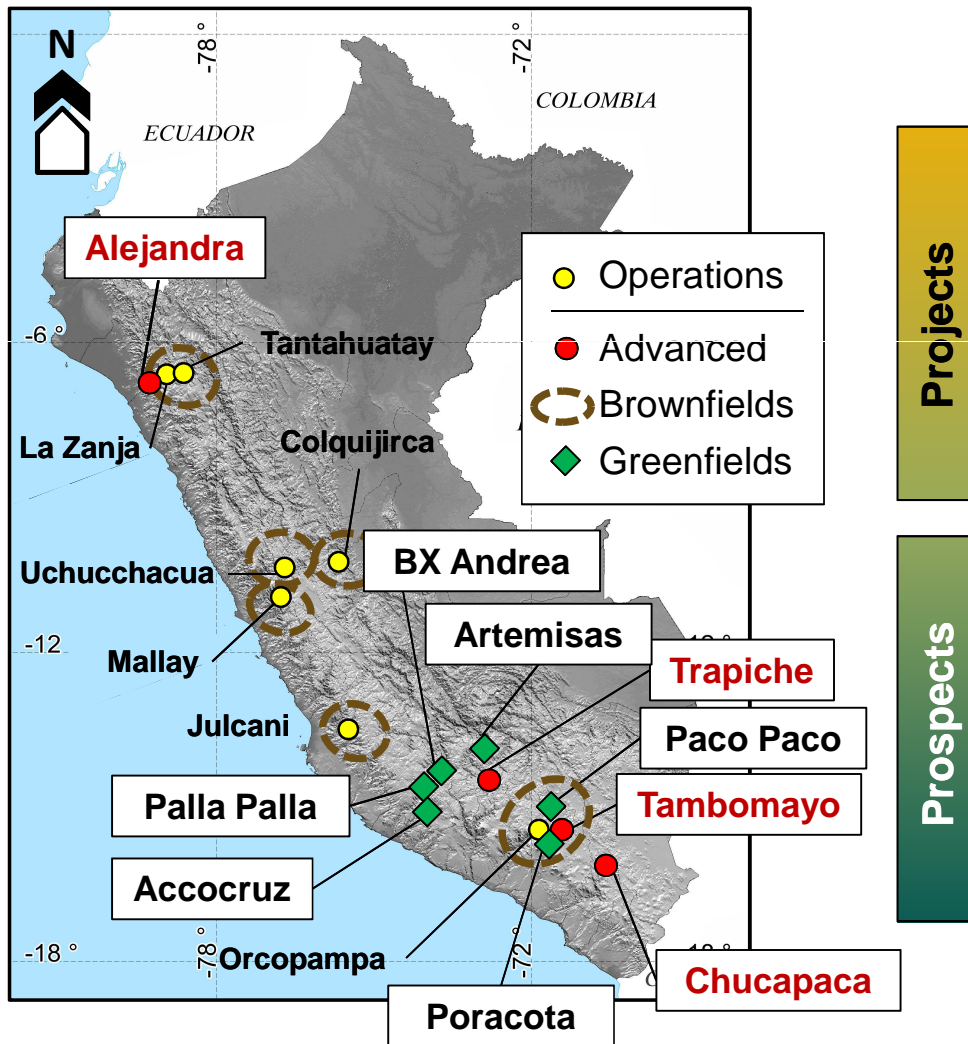 N
-78 °
-72 °
COLOMBIA
ECUADOR
Alejandra
Operations
Advanced
Brownfields
Greenfields
Projects
-6 °
Tantahuatay
La Zanja
Colquijirca
BX Andrea
Uchucchacua
Artemisas
Mallay
-12 °
Trapiche
Julcani
Paco Paco
Palla Palla
Tambomayo
Prospects
Accocruz
-18 °
-78 °
Orcopampa
-72 °
Chucapaca
Poracota